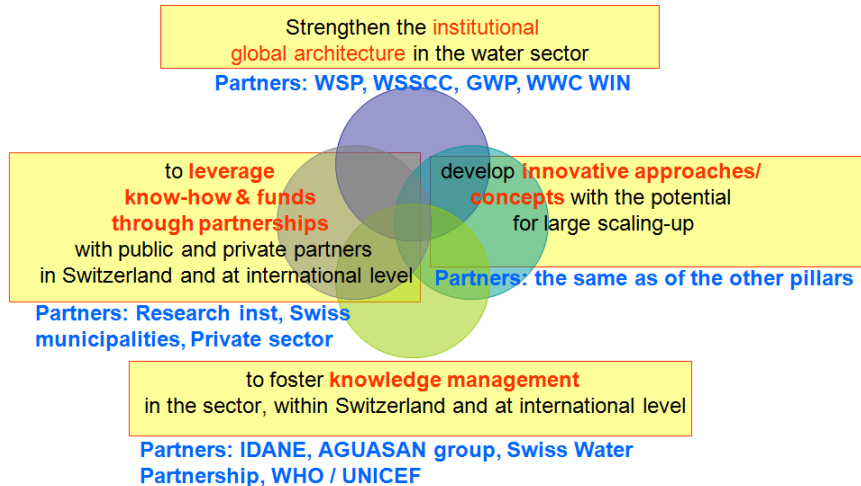 Strengthen the institutional
global architecture in the water sector
Partners: WSP, WSSCC, GWP, WWC WIN
to leverage
know-how & funds
through partnerships
with public and private partners
in Switzerland and at international level
Partners: Research inst, Swiss
municipalities, Private sector
develop innovative approaches/
concepts with the potential
for large scaling-up
Partners: the same as of the other pillars
to foster knowledge management
in the sector, within Switzerland and at international level
Partners: IDANE, AGUASAN group, Swiss Water
Partnership, WHO / UNICEF